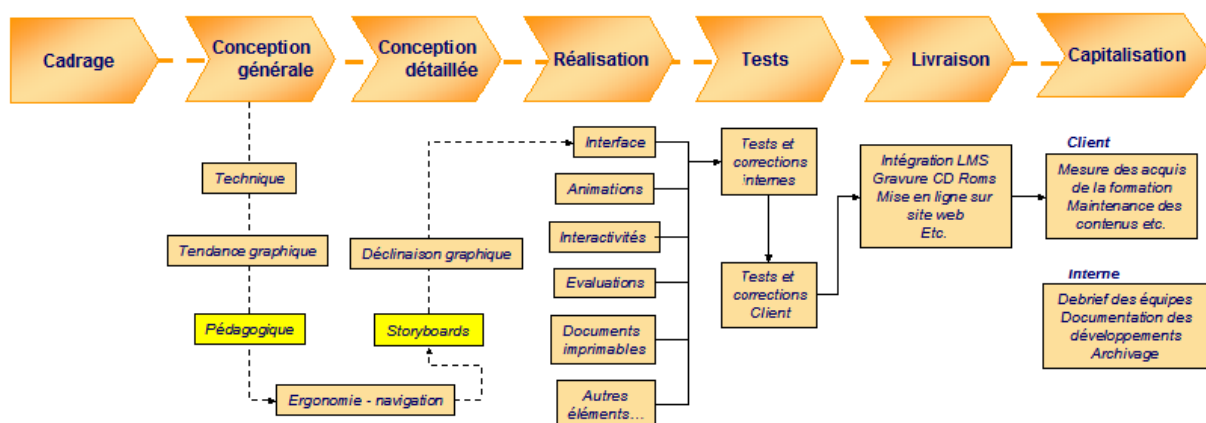 Cadrage
Conception
générale
Conception
détaillée
Réalisation
Tests
Livraison
Capitalisation
Technique
Tendance graphique
Pédagogique
Ergonomie - navigation
Déclinaison graphique
Storyboards
Interface
Animations
Interactivités
Evaluations
Documents
imprimables
Autres
éléments...
Tests et
corrections
internes
Tests et
corrections
Client
Intégration LMS
Gravure CD Roms
Mise en ligne sur
site web
Etc.
Client
Mesure des acquis
de la formation
Maintenance des
contenus etc.
Interne
Debrief des équipes
Documentation des
développements
Archivage